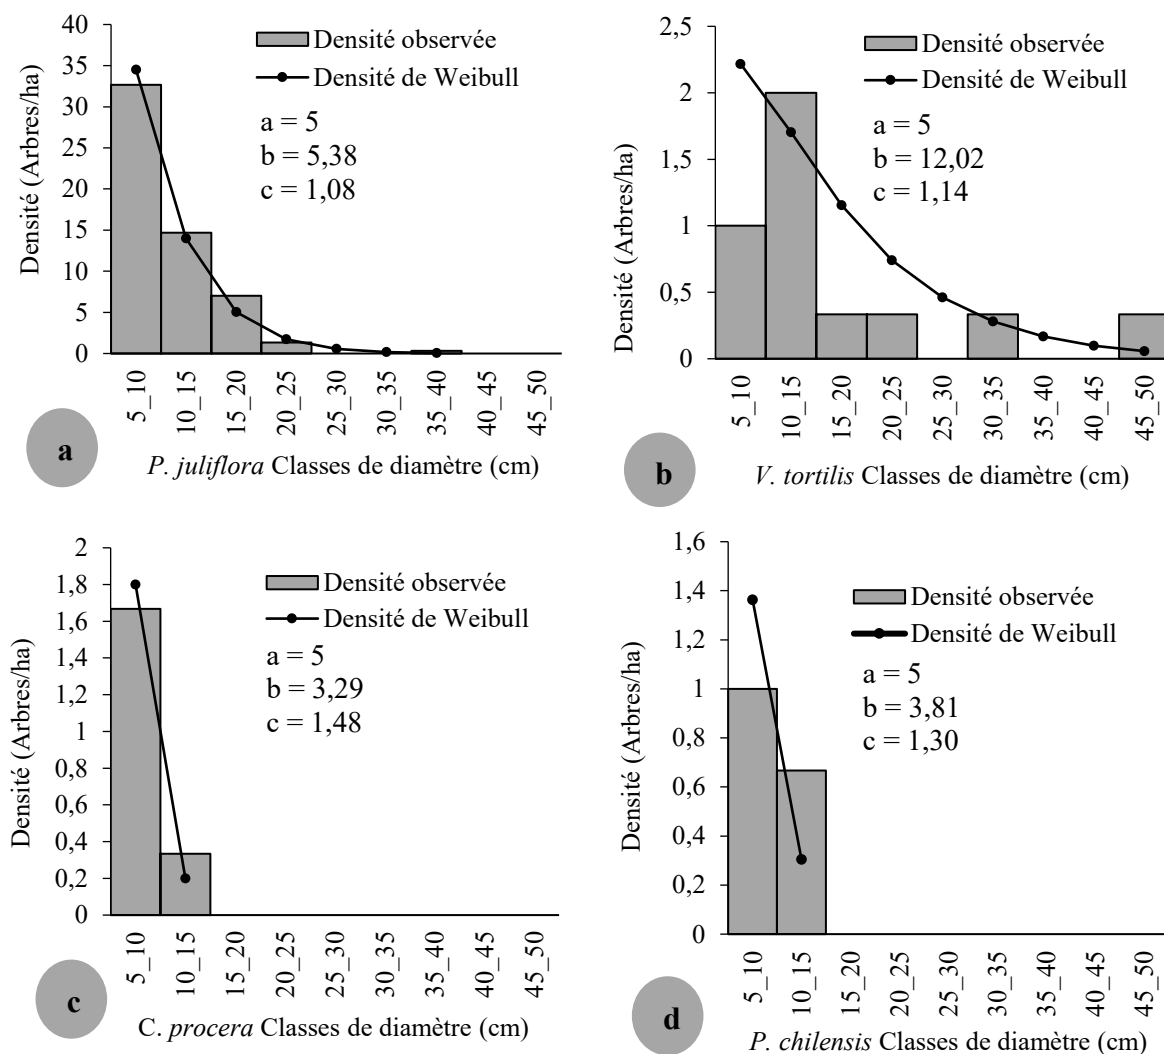 40
35
30
25
20
15
10
5
0
Densité (Arbres/ha)
Densité observée
Densité de Weibull
a = 5
b = 5,38
c = 1,08
5_10
10_15
15_20
20_25
25_30
30_35
35_40
40_45
45_50
a
P. juliflora Classes de diamètre (cm)
2,5
2
1,5
1
0,5
0
Densité (Arbres/ha)
Densité observée
Densité de Weibull
a = 5
b = 12,02
c = 1,14
5_10
10_15
15_20
20_25
25_30
30_35
35_40
40_45
45_50
b
V. tortilis Classes de diamètre (cm)
2
1,8
1,6
1,4
1,2
1
0,8
0,6
0,4
0,2
0
Densité (Arbres/ha)
Densité observée
Densité de Weibull
a = 5
b = 3,29
c = 1,48
5_10
10_15
15_20
20_25
25_30
30_35
35_40
40_45
45_50
c
C. procera Classes de diamètre (cm)
1,6
1,4
1,2
1
0,8
0,6
0,4
0,2
0
Densité (Arbres/ha)
Densité observée
Densité de Weibull
a = 5
b = 3,81
c = 1,30
5_10
10_15
15_20
20_25
25_30
30_35
35_40
40_45
45_50
d
P. chilensis Classes de diamètre (cm)